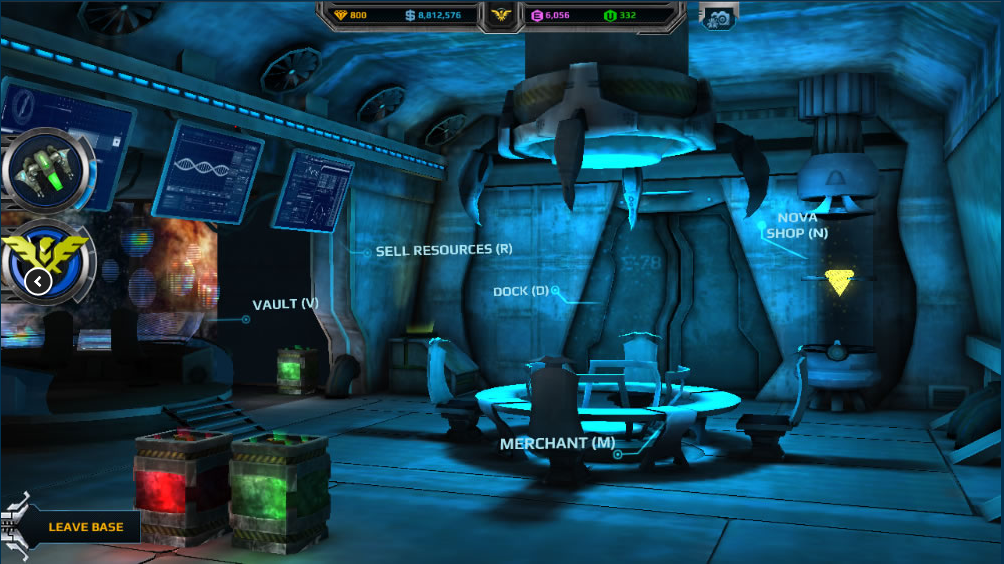 800
8,812,576
6,056
332
SELL RESOURCES (R)
NOVA
SHOP (N)
E-78
DOCK (D)
VAULT (V)
MERCHANT (M)
LEAVE BASE